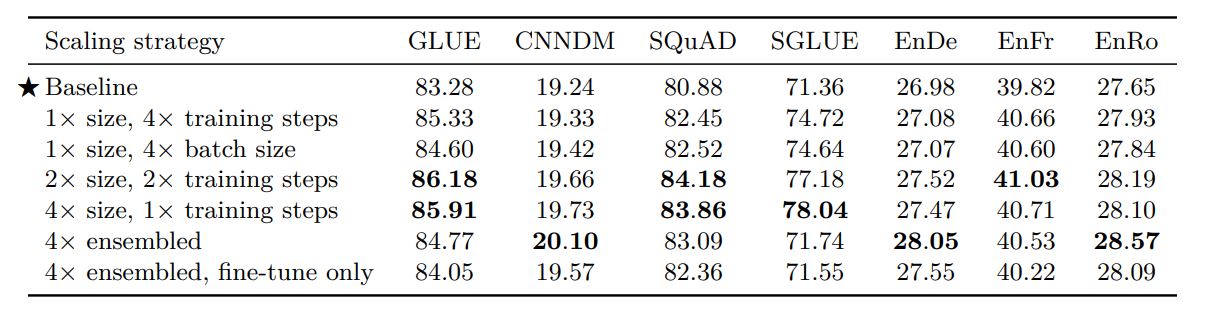 Scaling strategy GLUE CNNDM SQuAD SGLUE EnDe EnFr EnRo
★ Baseline 83.28 19.24 80.88 71.36 26.98 39.82 27.65
1× size, 4× training steps 85.33 19.33 82.45 74.72 27.08 40.66 27.93
1× size, 4× batch size 84.60 19.42 82.52 74.64 27.07 40.60 27.84
2× size, 2× training steps 86.18 19.66 84.18 77.18 27.52 41.03 28.19
4× size, 1× training steps 85.91 19.73 83.86 78.04 27.47 40.71 28.10
4× ensembled 84.77 20.10 83.09 71.74 28.05 40.53 28.57
4× ensembled, fine-tune only 84.05 19.57 82.36 71.55 27.55 40.22 28.09